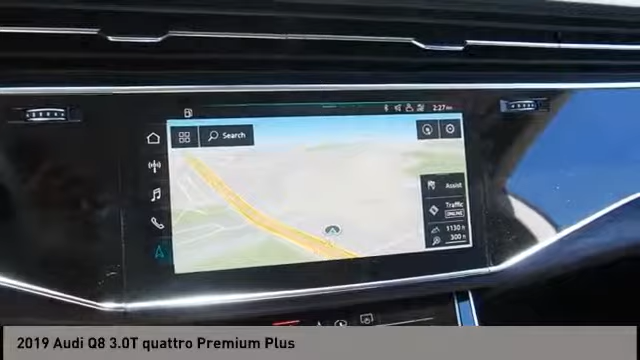 2:27
Search
Assist
Traffic
ONLINE
1130 ft
300 ft
2019 Audi Q8 3.0T quattro Premium Plus